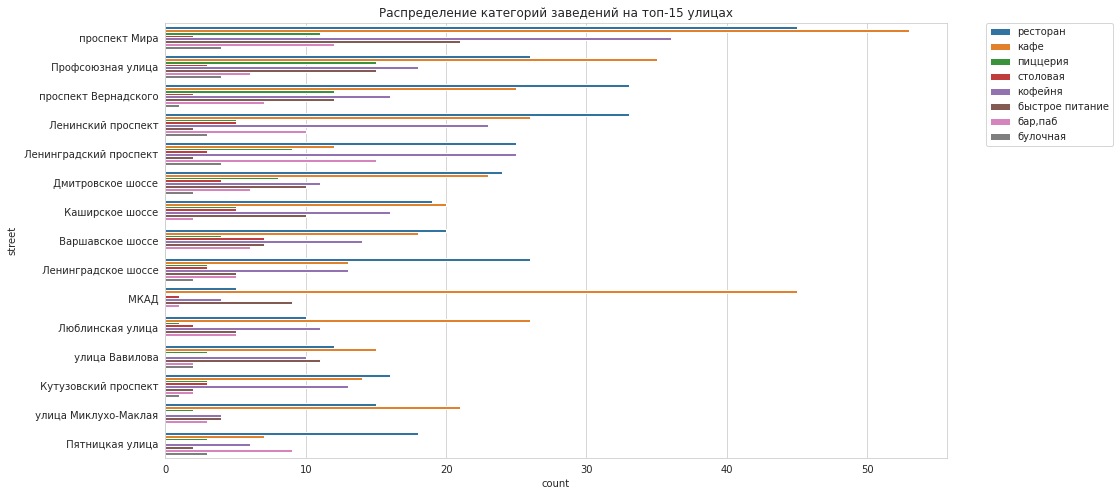 Распределение категорий заведений на топ-15 улицах
ресторан
кафе
пиццерия
столовая
кофейня
быстрое питание
бар,паб
булочная
street
проспект Мира
Профсоюзная улица
проспект Вернадского
Ленинский проспект
Ленинградский проспект
Дмитровское шоссе
Каширское шоссе
Варшавское шоссе
Ленинградское шоссе
МКАД
Люблинская улица
улица Вавилова
Кутузовский проспект
улица Миклухо-Маклая
Пятницкая улица
0 10 20 30 40 50
count